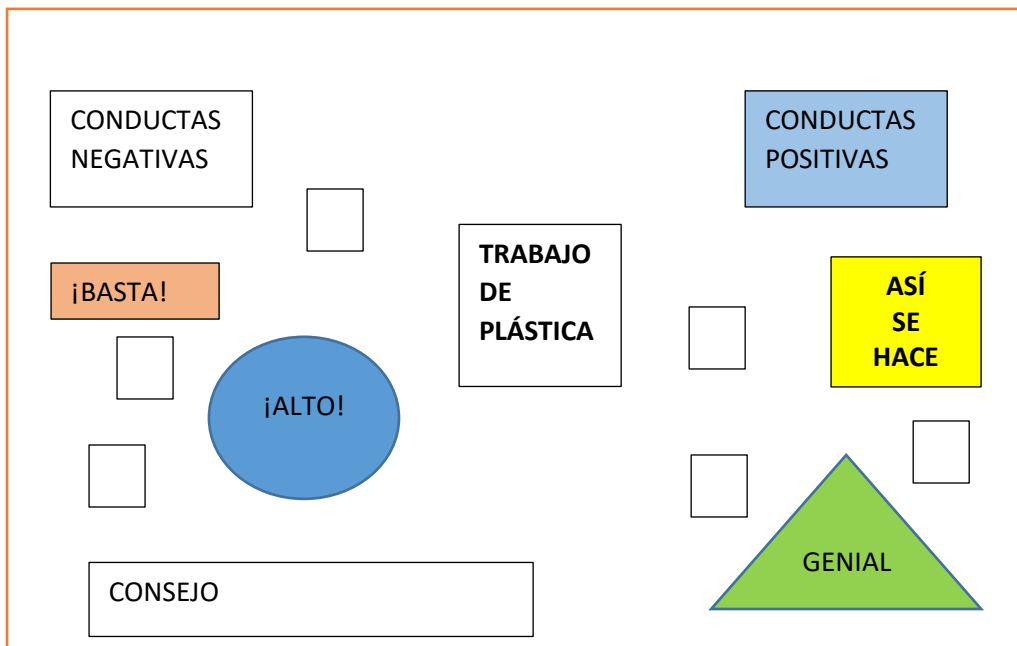 CONDUCTAS
NEGATIVAS
CONDUCTAS
POSITIVAS
TRABAJO
DE
PLÁSTICA
¡BASTA!
ASÍ
SE
HACE
¡ALTO!
GENIAL
CONSEJO